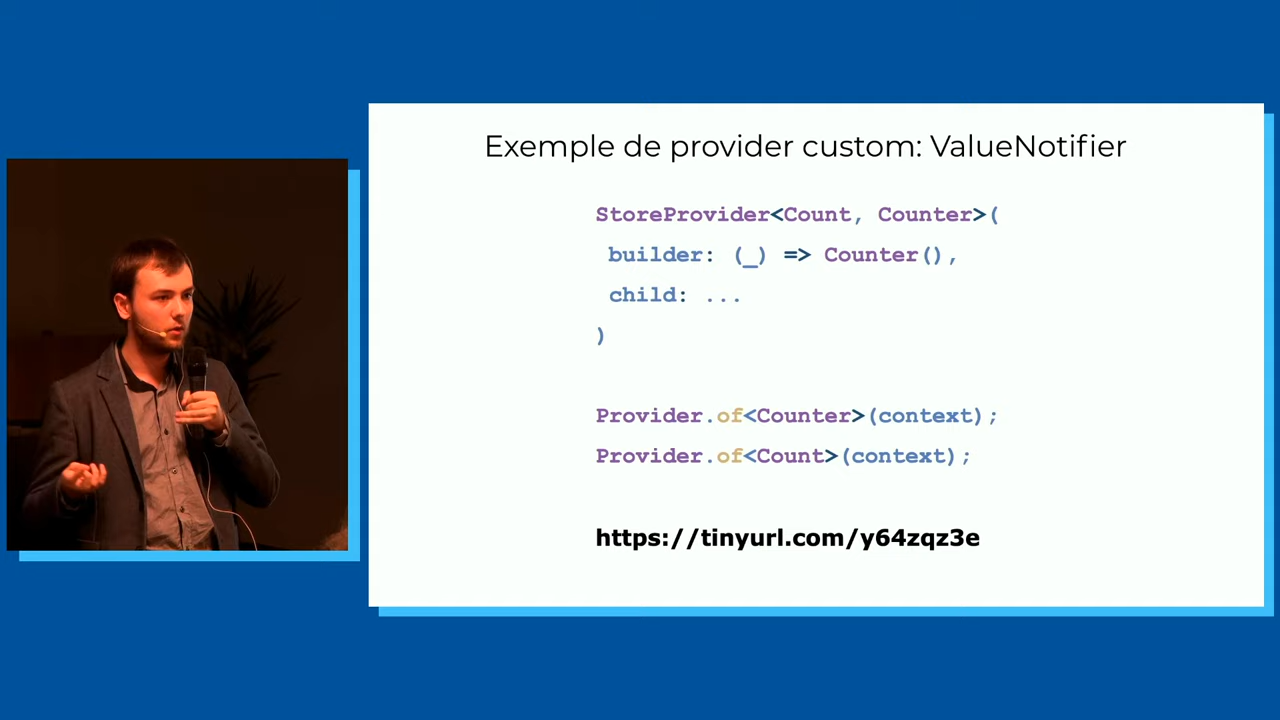 Exemple de provider custom: ValueNotifier
StoreProvider<Count, Counter>(
builder: (_) => Counter(),
child: ...
)
Provider.of<Counter>(context);
Provider.of<Count>(context);
https://tinyurl.com/y64zqz3e